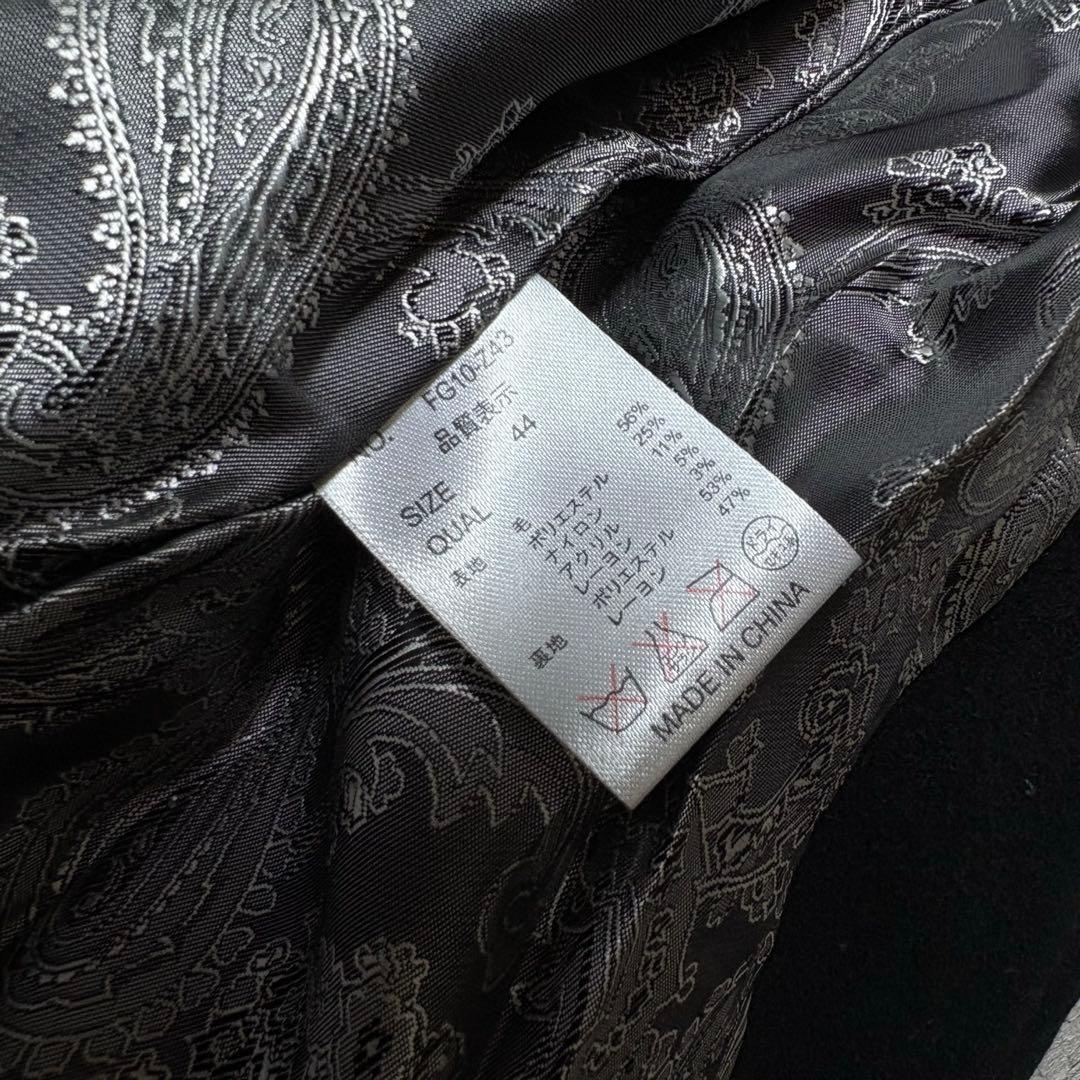 NO. FG10-Z43
品質表示
SIZE 44
QUAL
表地 毛 56%
ポリエステル 25%
ナイロン 11%
アクリル 5%
レーヨン 3%
裏地 ポリエステル 53%
レーヨン 47%
MADE IN CHINA